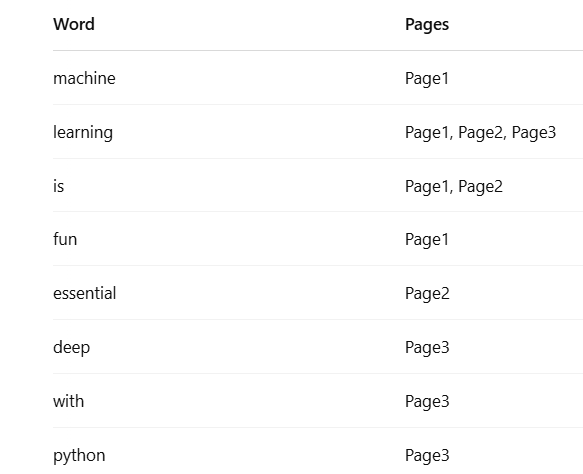 Word Pages
machine Page1
learning Page1, Page2, Page3
is Page1, Page2
fun Page1
essential Page2
deep Page3
with Page3
python Page3